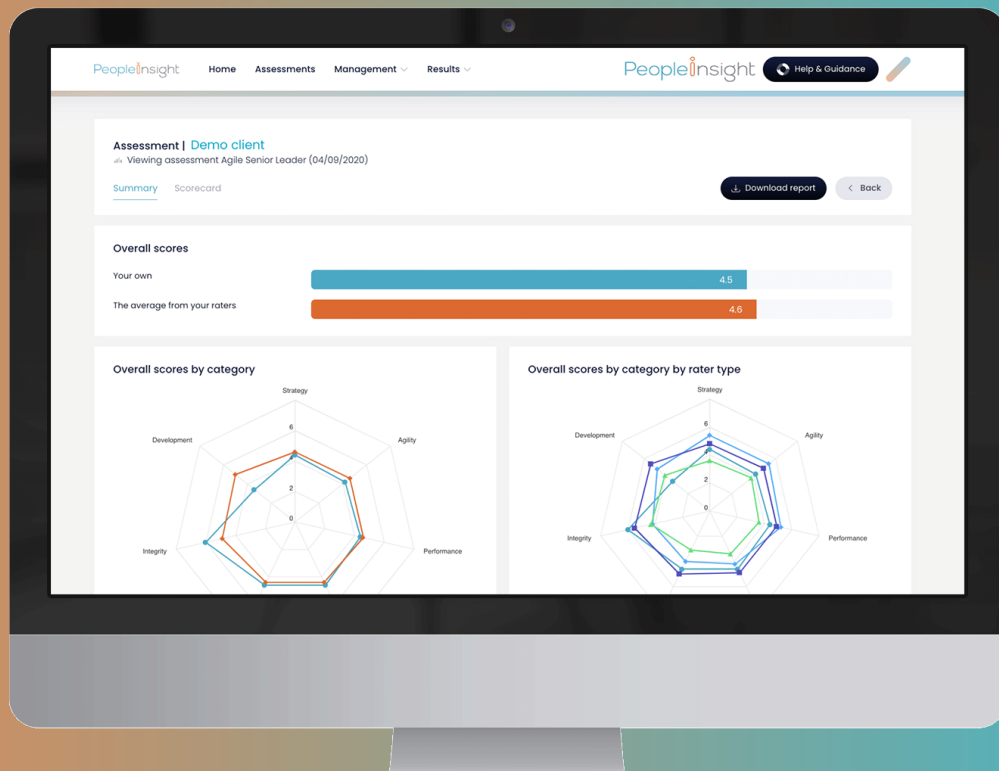 PeopleInsight Home Assessments Management Results PeopleInsight Help & Guidance
Assessment | Demo client
Viewing assessment Agile Senior Leader (04/09/2020)
Summary Scorecard Download report Back
Overall scores
Your own 4.5
The average from your raters 4.6
Overall scores by category
Strategy
Agility
Performance
Integrity
Development
6
4
2
0
Overall scores by category by rater type
Strategy
Agility
Performance
Integrity
Development
6
4
2
0